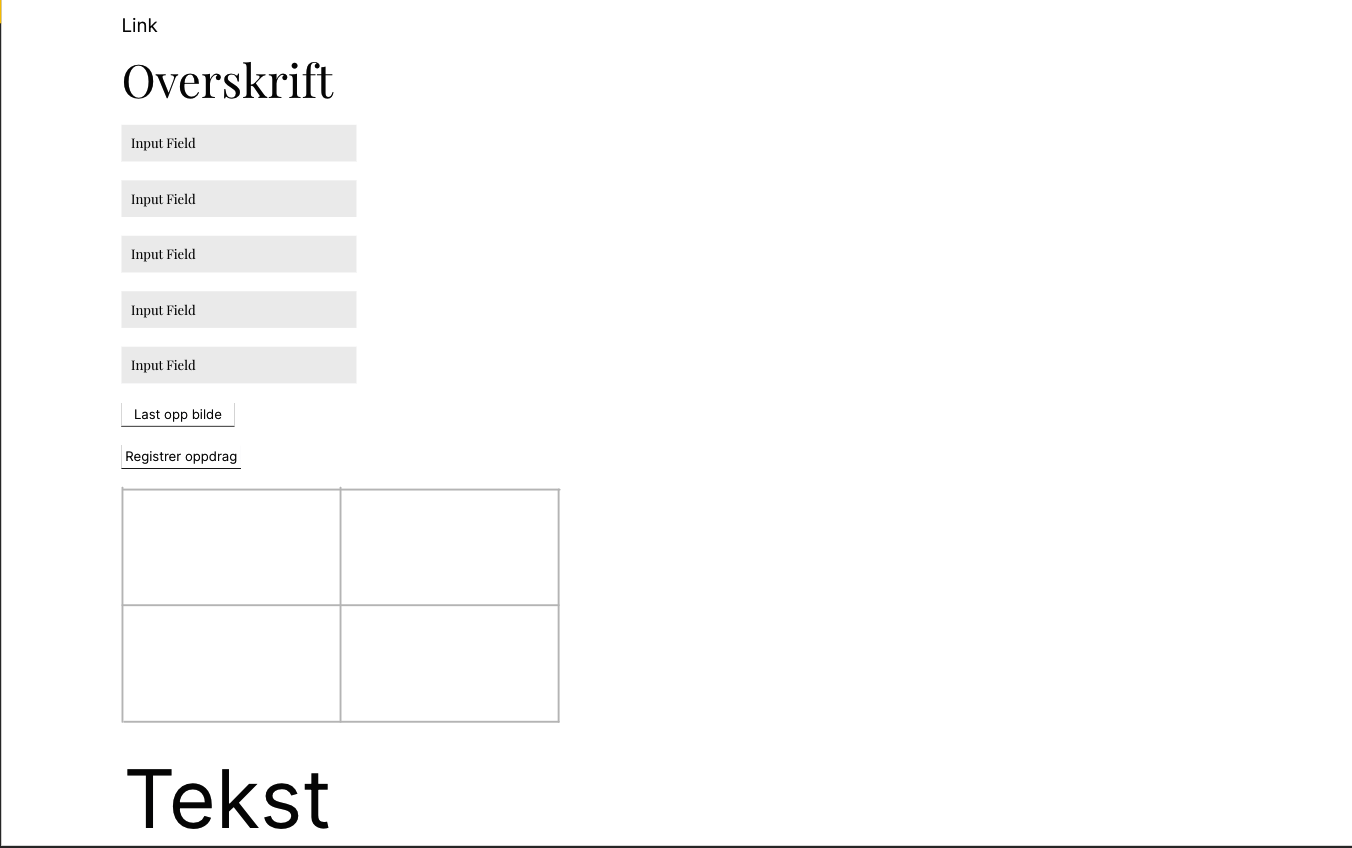 Link
Overskrift
Input Field
Input Field
Input Field
Input Field
Input Field
Last opp bilde
Registrer oppdrag
Tekst